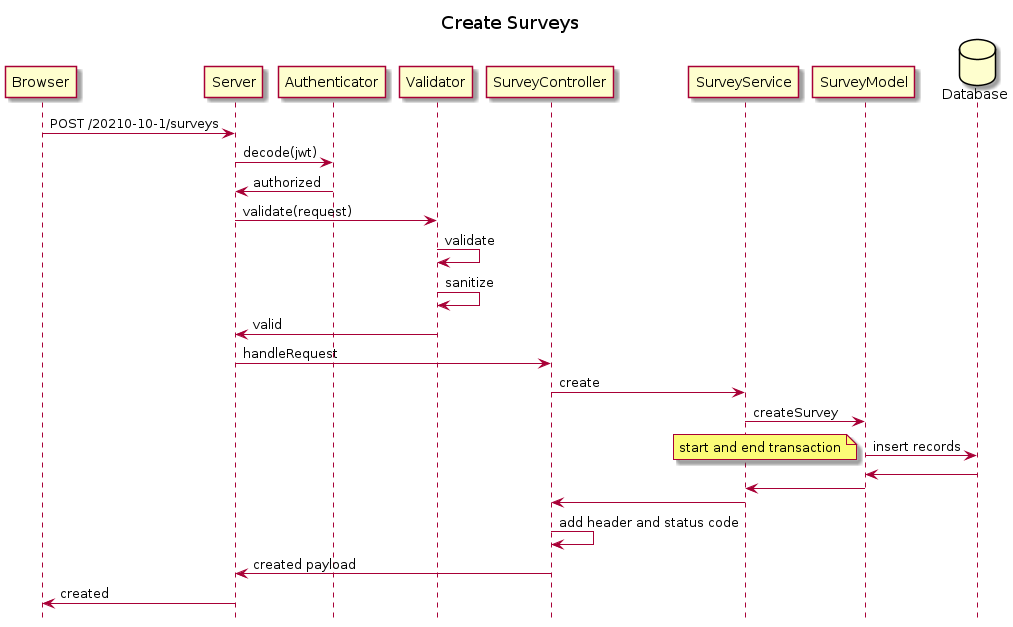 Create Surveys
Browser
Server
Authenticator
Validator
SurveyController
SurveyService
SurveyModel
Database
POST /20210-10-1/surveys
decode(jwt)
authorized
validate(request)
validate
sanitize
valid
handleRequest
create
createSurvey
start and end transaction
insert records
add header and status code
created payload
created